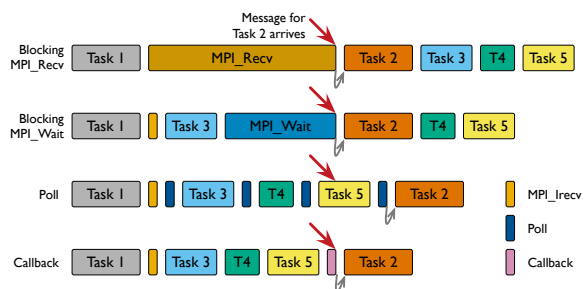 Message for
Task 2 arrives
Blocking
MPI_Recv
Task 1
MPI_Recv
Task 2
Task 3
T4
Task 5
Blocking
MPI_Wait
Task 1
Task 3
MPI_Wait
Task 2
T4
Task 5
Poll
Task 1
Task 3
T4
Task 5
Task 2
MPI_Irecv
Poll
Callback
Callback
Task 1
Task 3
T4
Task 5
Task 2